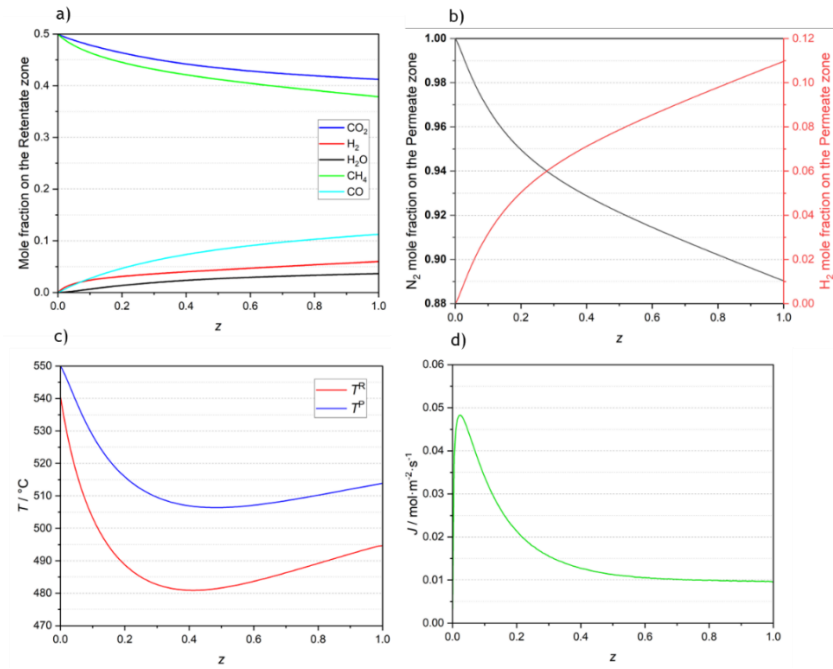 a)
0.5
0.4
0.3
0.2
0.1
0.0
Mole fraction on the Retentate zone
CO₂
H₂
H₂O
CH₄
CO
0.0 0.2 0.4 0.6 0.8 1.0
z
b)
1.00
0.98
0.96
0.94
0.92
0.90
0.88
N₂ mole fraction on the Permeate zone
0.12
0.10
0.08
0.06
0.04
0.02
0.00
H₂ mole fraction on the Permeate zone
0.0 0.2 0.4 0.6 0.8 1.0
z
c)
550
540
530
520
510
500
490
480
470
T / °C
Tᴿ
Tᴾ
0.0 0.2 0.4 0.6 0.8 1.0
z
d)
0.06
0.05
0.04
0.03
0.02
0.01
0.00
J / mol·m⁻²·s⁻¹
0.0 0.2 0.4 0.6 0.8 1.0
z